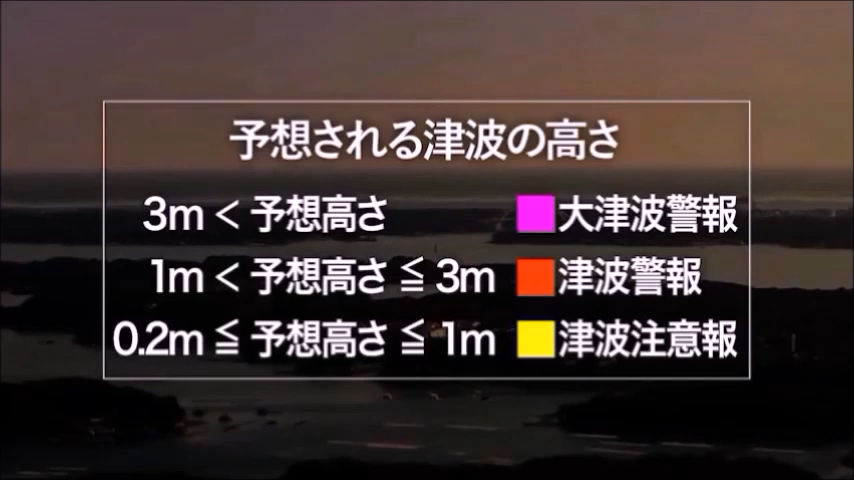 予想される津波の高さ
3m < 予想高さ 大津波警報
1m < 予想高さ ≦ 3m 津波警報
0.2m ≦ 予想高さ ≦ 1m 津波注意報